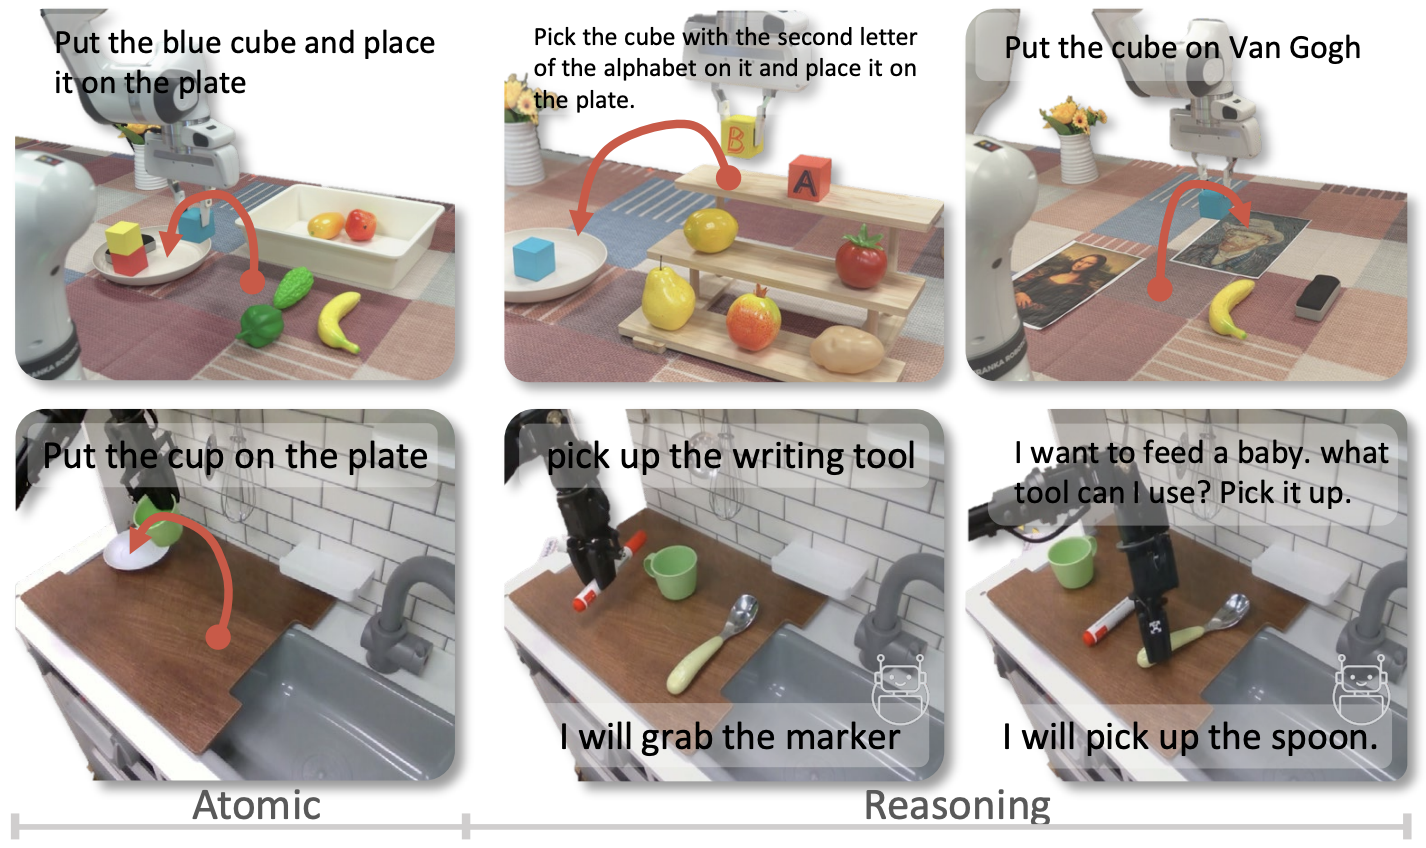 Put the blue cube and place
it on the plate
Pick the cube with the second letter
of the alphabet on it and place it on
the plate.
B
A
Put the cube on Van Gogh
Put the cup on the plate
pick up the writing tool
I will grab the marker
I want to feed a baby. what
tool can I use? Pick it up.
I will pick up the spoon.
Atomic
Reasoning